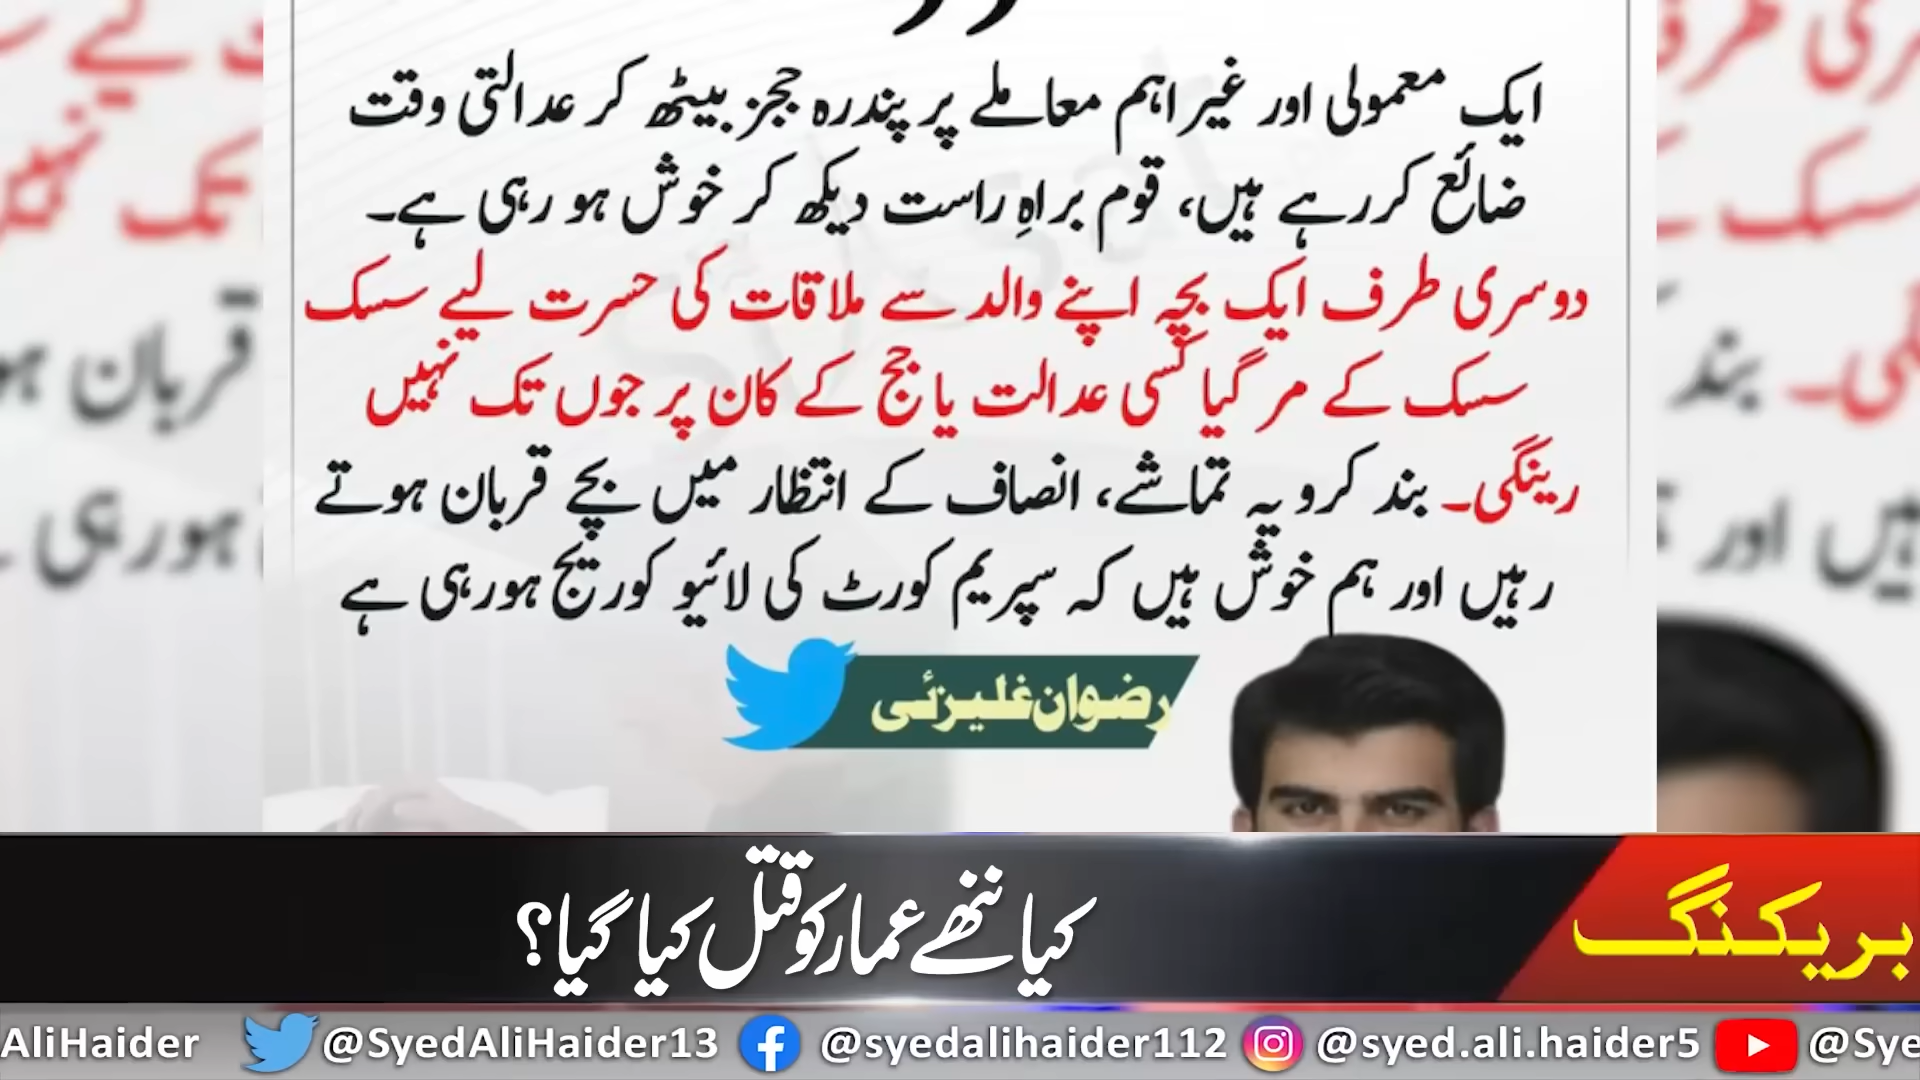 ایک معمولی اور غیر اہم معاملے پر پندرہ ججز بیٹھ کر عدالتی وقت
ضائع کر رہے ہیں، قوم براہِ راست دیکھ کر خوش ہو رہی ہے۔
دوسری طرف ایک بچہ اپنے والد سے ملاقات کی حسرت لیے سسک
سسک کے مر گیا کسی عدالت یا جج کے کان پر جوں تک نہیں
رینگی۔ بند کرو یہ تماشے، انصاف کے انتظار میں بچے قربان ہوتے
رہیں اور ہم خوش ہیں کہ سپریم کورٹ کی لائیو کوریج ہو رہی ہے
رضوان غلیزئی
بریکنگ
کیا ننھے عمار کو قتل کیا گیا؟
AliHaider @SyedAliHaider13 @syedalihaider112 @syed.ali.haider5 @Sye